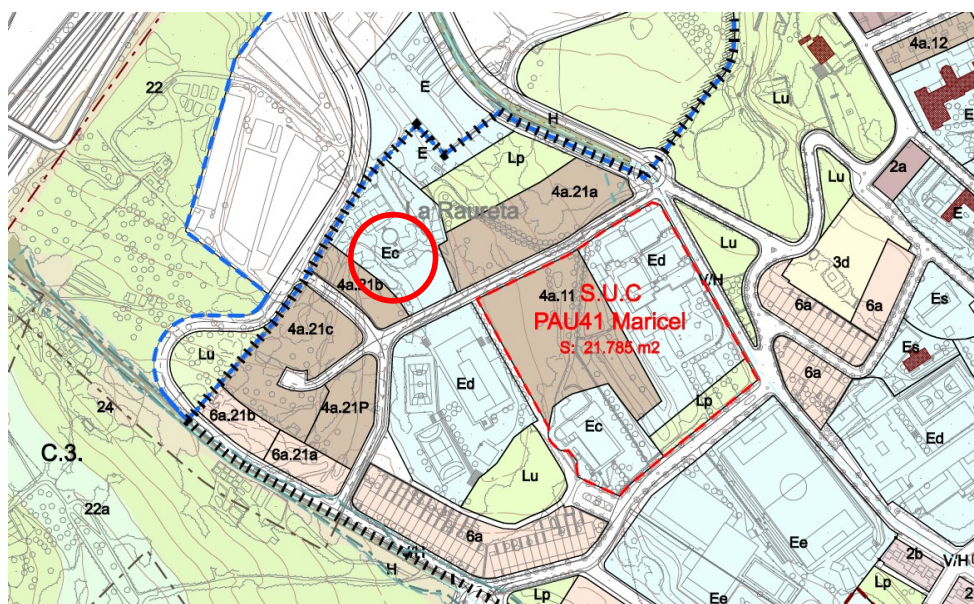 4a.12
22
E
Lu
E
H
E
Lp
2a
Lu
4a.21a
La Raureta
E
Ec
Ed
Lu
3d
V/H
4a.21b
4a.11
S.U.C
PAU41 Maricel
S: 21.785 m2
6a
6a
Es
4a.21c
Es
Lu
6a
Ed
24
6a.21b
4a.21P
Lp
Ed
C.3.
6a.21a
Ec
Lu
22a
6a
Ee
2b
V/H
H
Lp
Lp
Ee
2